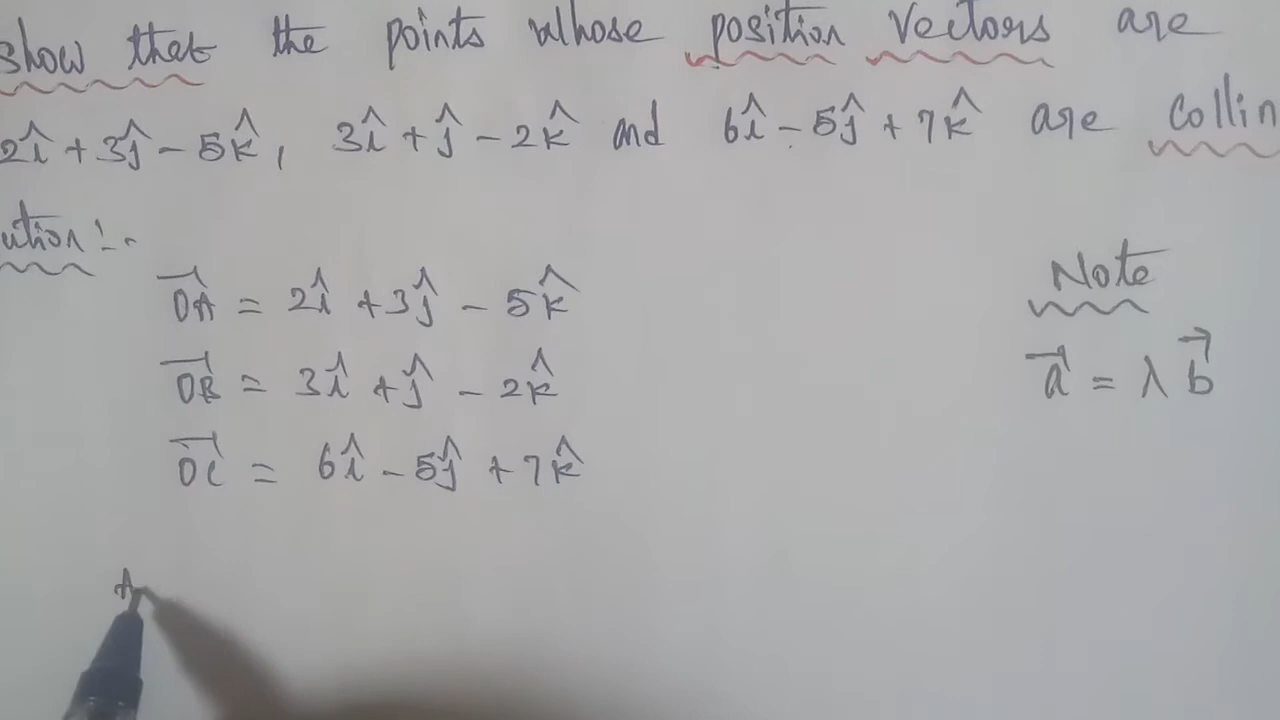 show that the points whose position vectors are
2î + 3ĵ - 5k̂, 3î + ĵ - 2k̂ and 6î - 5ĵ + 7k̂ are collin
ution:-
OA⃗ = 2î + 3ĵ - 5k̂
OB⃗ = 3î + ĵ - 2k̂
OC⃗ = 6î - 5ĵ + 7k̂
Note
a⃗ = λ b⃗
A